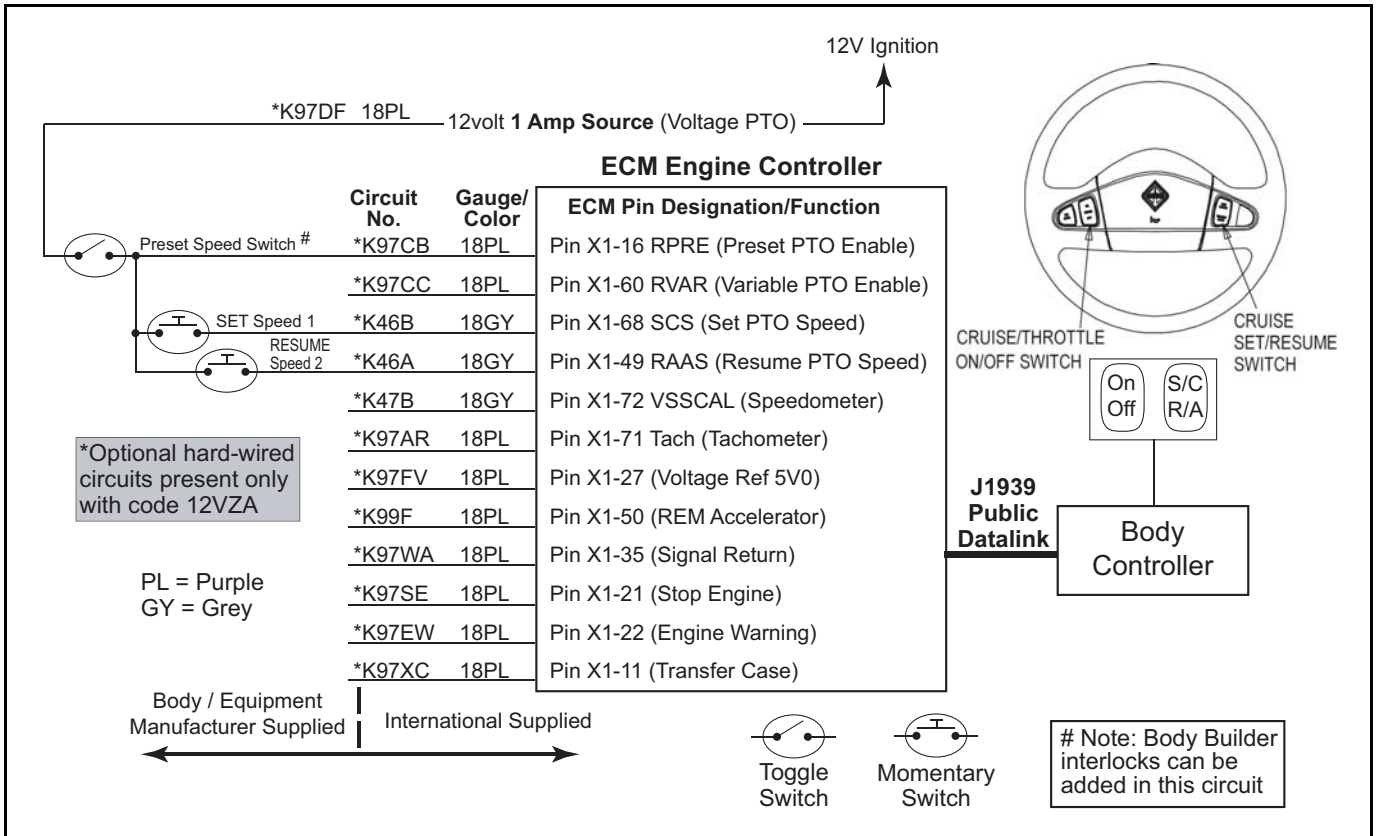 12V Ignition
*K97DF 18PL
12volt 1 Amp Source (Voltage PTO)
ECM Engine Controller
Circuit No.
Gauge/ Color
ECM Pin Designation/Function
Preset Speed Switch #
*K97CB 18PL Pin X1-16 RPRE (Preset PTO Enable)
*K97CC 18PL Pin X1-60 RVAR (Variable PTO Enable)
SET Speed 1
*K46B 18GY Pin X1-68 SCS (Set PTO Speed)
RESUME
Speed 2
*K46A 18GY Pin X1-49 RAAS (Resume PTO Speed)
*K47B 18GY Pin X1-72 VSSCAL (Speedometer)
*K97AR 18PL Pin X1-71 Tach (Tachometer)
*K97FV 18PL Pin X1-27 (Voltage Ref 5V0)
*K99F 18PL Pin X1-50 (REM Accelerator)
*K97WA 18PL Pin X1-35 (Signal Return)
*K97SE 18PL Pin X1-21 (Stop Engine)
*K97EW 18PL Pin X1-22 (Engine Warning)
*K97XC 18PL Pin X1-11 (Transfer Case)
*Optional hard-wired
circuits present only
with code 12VZA
PL = Purple
GY = Grey
Body / Equipment
Manufacturer Supplied
International Supplied
CRUISE/THROTTLE
ON/OFF SWITCH
CRUISE
SET/RESUME
SWITCH
On
Off
S/C
R/A
J1939
Public
Datalink
Body
Controller
Toggle
Switch
Momentary
Switch
# Note: Body Builder
interlocks can be
added in this circuit